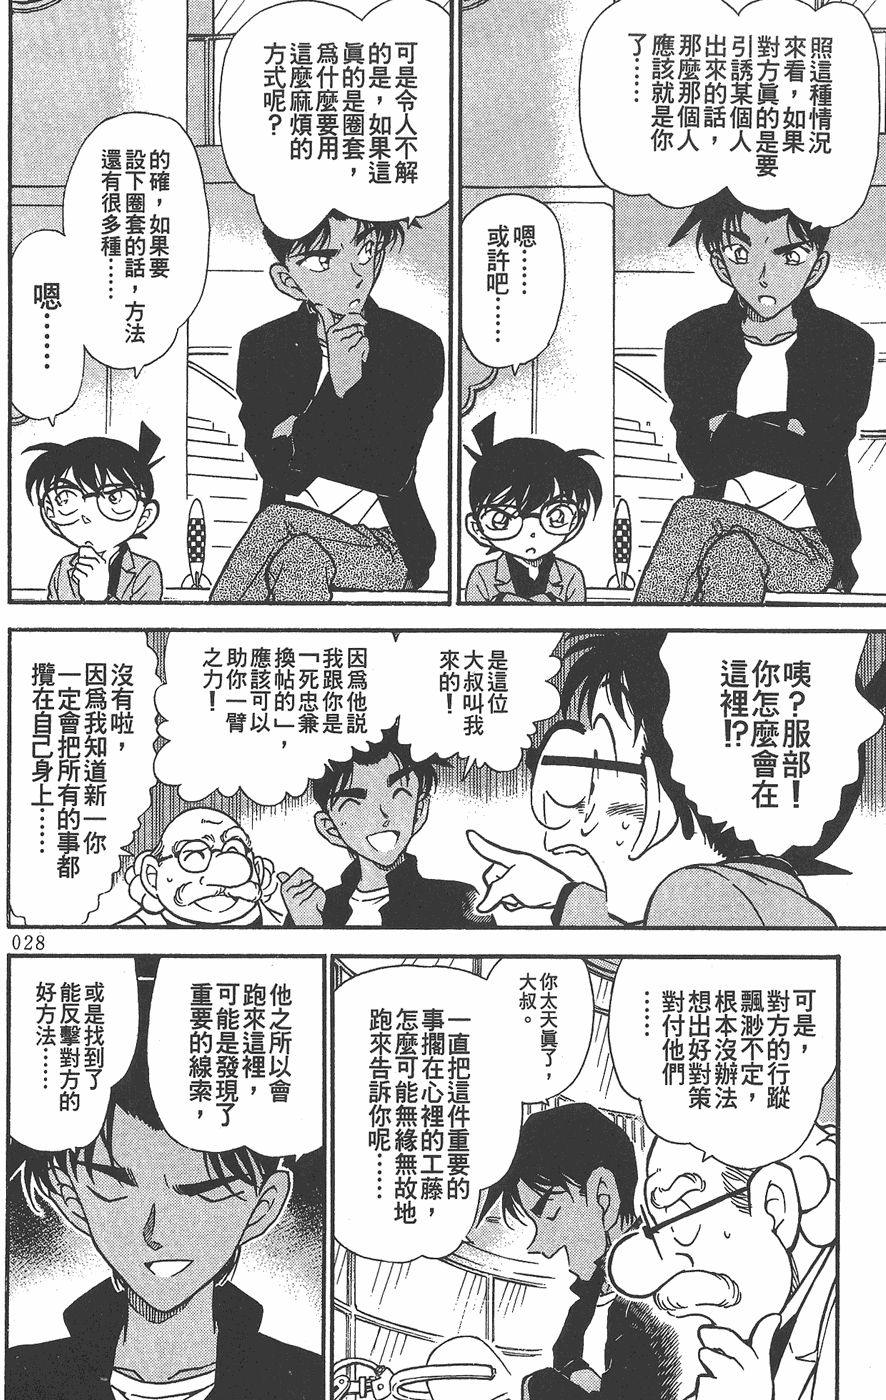 照這種情況
來看，如果
對方眞的是要
引誘某個人
出來的話，
那麼那個人
應該就是你
了……
嗯……
或許吧……
可是令人不解
的是，如果這
眞的是圈套，
爲什麼要用
這麼麻煩的
方式呢？
的確，如果要
設下圈套的話，方法
還有很多種……
嗯……
咦？服部！
你怎麼會在
這裡!?
是這位
大叔叫我
來的！
因爲他說
我跟你是
「死忠兼
換帖的」，
應該可以
助你一臂
之力！
沒有啦，
因爲我知道新一你
一定會把所有的事都
攬在自己身上……
028
可是，
對方的行蹤
飄渺不定，
根本沒辦法
想出好對策
對付他們
……
你太天眞了，
大叔。
一直把這件重要的
事擱在心裡的工藤，
怎麼可能無緣無故地
跑來告訴你呢……
他之所以會
跑來這裡，
可能是發現了
重要的線索，
或是找到了
能反擊對方的
好方法……